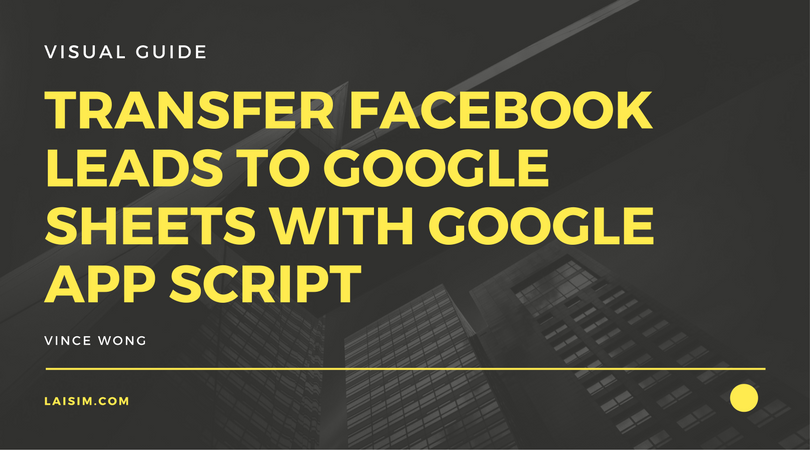 VISUAL GUIDE
TRANSFER FACEBOOK
LEADS TO GOOGLE
SHEETS WITH GOOGLE
APP SCRIPT
VINCE WONG
LAISIM.COM